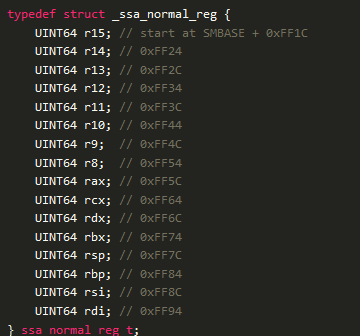 typedef struct _ssa_normal_reg {
    UINT64 r15; // start at SMBASE + 0xFF1C
    UINT64 r14; // 0xFF24
    UINT64 r13; // 0xFF2C
    UINT64 r12; // 0xFF34
    UINT64 r11; // 0xFF3C
    UINT64 r10; // 0xFF44
    UINT64 r9;  // 0xFF4C
    UINT64 r8;  // 0xFF54
    UINT64 rax; // 0xFF5C
    UINT64 rcx; // 0xFF64
    UINT64 rdx; // 0xFF6C
    UINT64 rbx; // 0xFF74
    UINT64 rsp; // 0xFF7C
    UINT64 rbp; // 0xFF84
    UINT64 rsi; // 0xFF8C
    UINT64 rdi; // 0xFF94
} ssa_normal_reg_t;